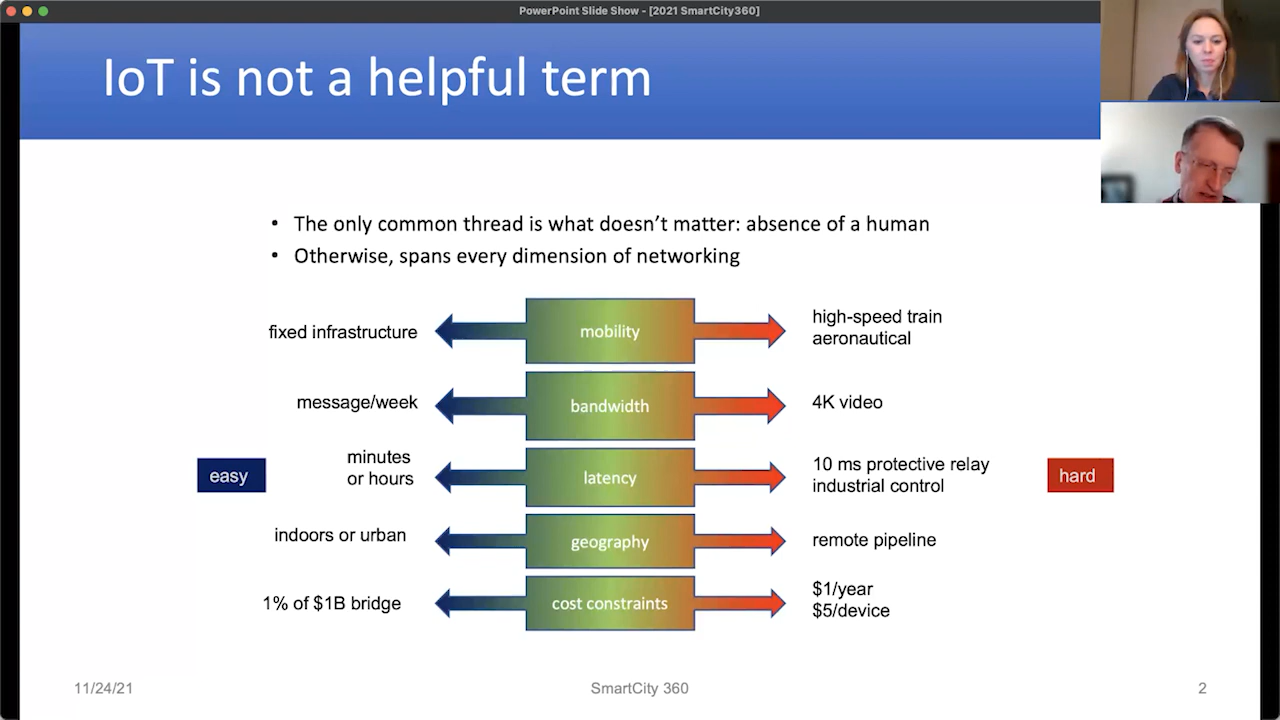 PowerPoint Slide Show - [2021 SmartCity360]
IoT is not a helpful term
• The only common thread is what doesn’t matter: absence of a human
• Otherwise, spans every dimension of networking
fixed infrastructure
mobility
high-speed train
aeronautical
message/week
bandwidth
4K video
easy
minutes
or hours
latency
10 ms protective relay
industrial control
hard
indoors or urban
geography
remote pipeline
1% of $1B bridge
cost constraints
$1/year
$5/device
11/24/21
SmartCity 360
2